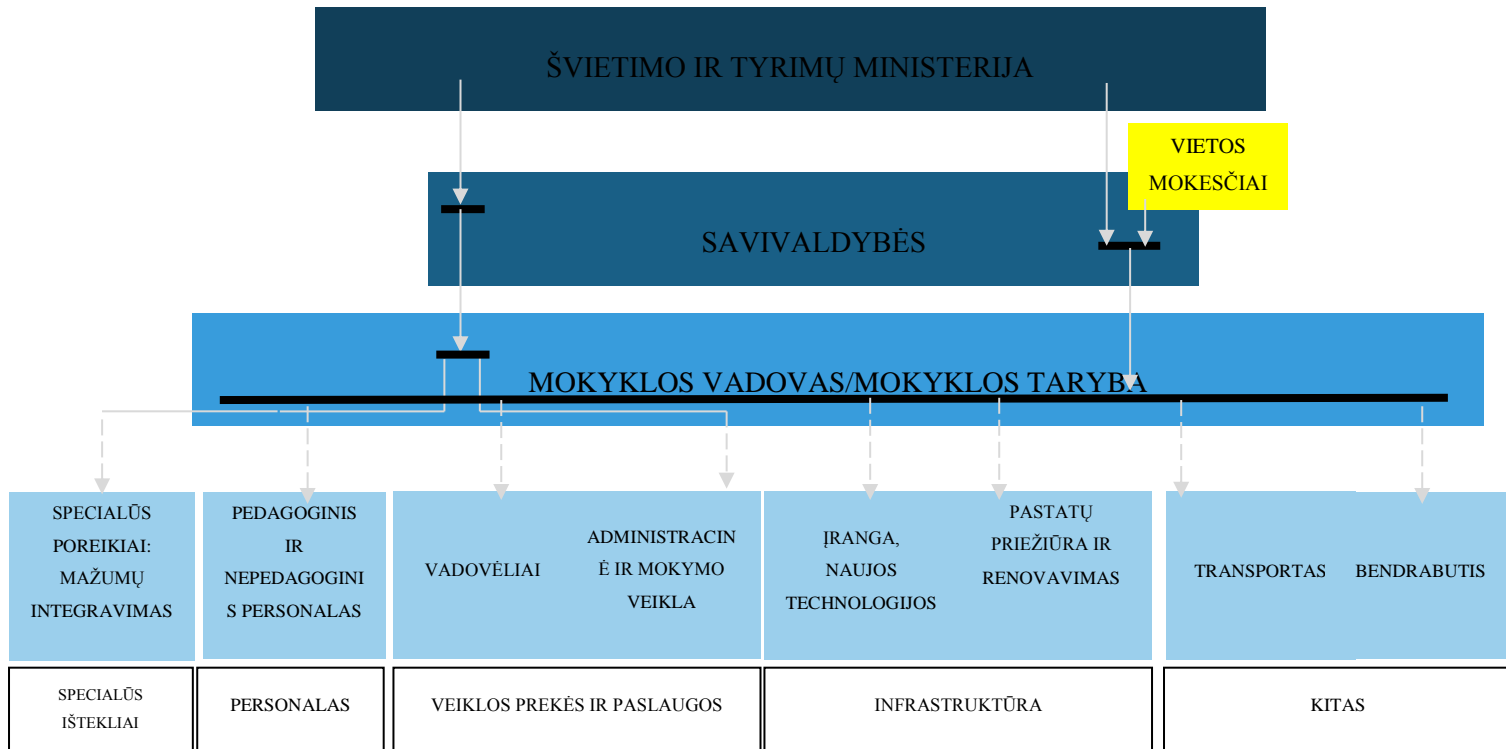 ŠVIETIMO IR TYRIMŲ MINISTERIJA
VIETOS
MOKESČIAI
SAVIVALDYBĖS
MOKYKLOS VADOVAS/MOKYKLOS TARYBA
SPECIALŪS
POREIKIAI:
MAŽUMŲ
INTEGRAVIMAS
PEDAGOGINIS
IR
NEPEDAGOGINI
S PERSONALAS
VADOVĖLIAI
ADMINISTRACIN
Ė IR MOKYMO
VEIKLA
ĮRANGA,
NAUJOS
TECHNOLOGIJOS
PASTATŲ
PRIEŽIŪRA IR
RENOVAVIMAS
TRANSPORTAS
BENDRABUTIS
SPECIALŪS
IŠTEKLIAI
PERSONALAS
VEIKLOS PREKĖS IR PASLAUGOS
INFRASTRUKTŪRA
KITAS